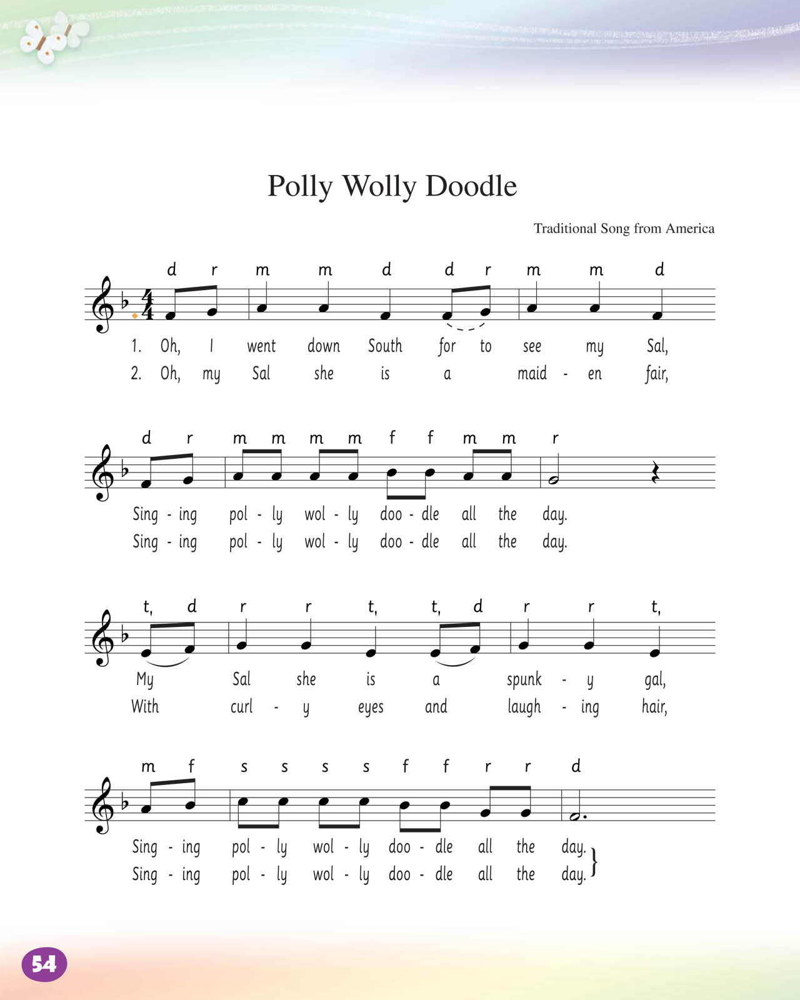 Polly Wolly Doodle
Traditional Song from America
d r m m d d r m m d
4
4
1. Oh, I went down South for to see my Sal,
2. Oh, my Sal she is a maid - en fair,
d r m m m m f f m m r
Sing - ing pol - ly wol - ly doo - dle all the day.
Sing - ing pol - ly wol - ly doo - dle all the day.
t, d r r t, t, d r r t,
My Sal she is a spunk - y gal,
With curl - y eyes and laugh - ing hair,
m f s s s s f f r r d
Sing - ing pol - ly wol - ly doo - dle all the day.
Sing - ing pol - ly wol - ly doo - dle all the day. }
54